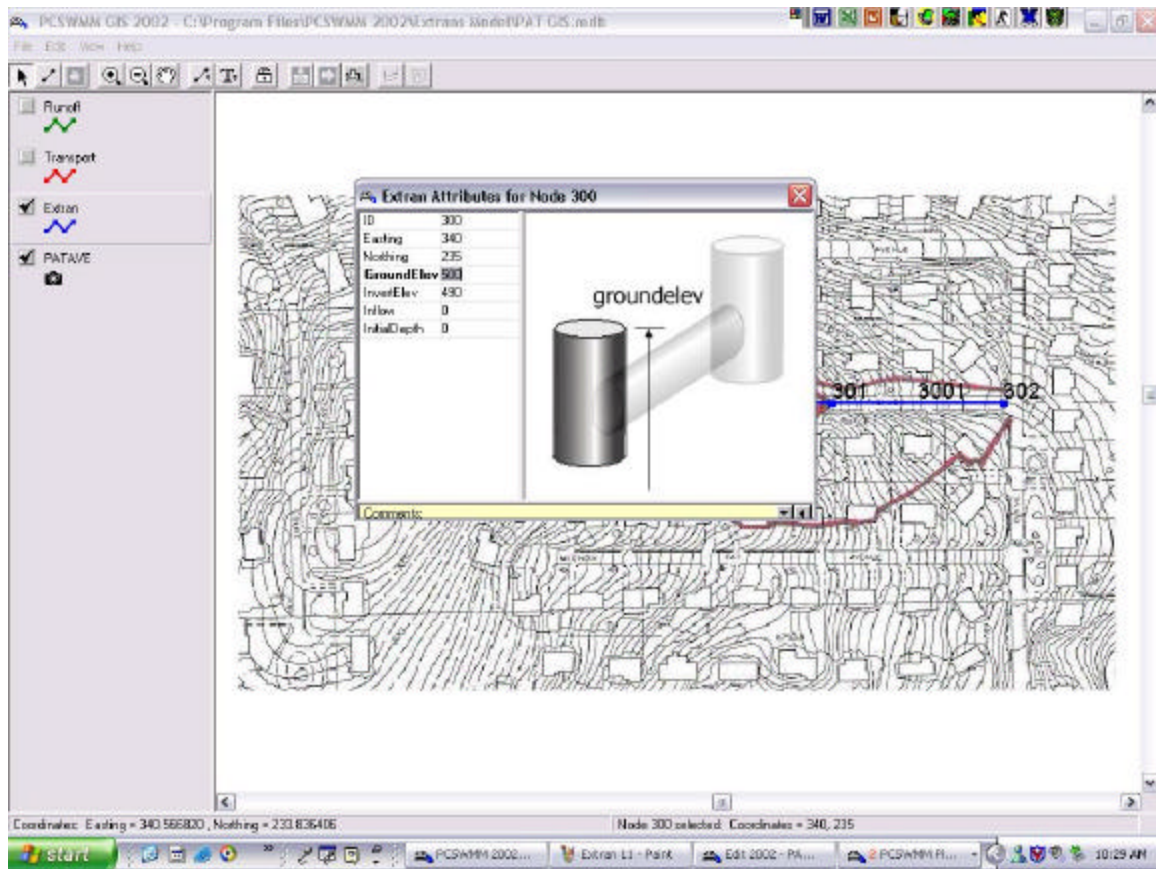 PCSWMM GIS 2002 - C:\Program Files\PCSWMM 2002\Extrans Model\PAT GIS.mdb
File Edit View Help
Runoff
Transport
Extran
PATAVE
Extran Attributes for Node 300
ID 300
Easting 340
Northing 235
GroundElev 500
InvertElev 490
Inflow 0
InitialDepth 0
groundelev
Comments:
AVENUE
301 3001 302
AVENUE
Coordinates: Easting = 340.566820 , Northing = 233.836406
Node 300 selected: Coordinates = 340, 235
start
PCSWMM 2002...
Extran L1 - Paint
Edit 2002 - PA...
2 PCSWMM Fi...
10:29 AM